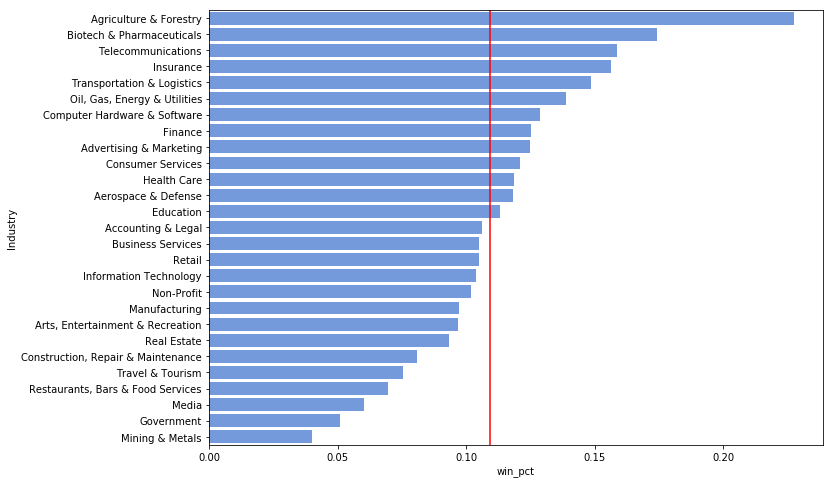 Industry
Agriculture & Forestry
Biotech & Pharmaceuticals
Telecommunications
Insurance
Transportation & Logistics
Oil, Gas, Energy & Utilities
Computer Hardware & Software
Finance
Advertising & Marketing
Consumer Services
Health Care
Aerospace & Defense
Education
Accounting & Legal
Business Services
Retail
Information Technology
Non-Profit
Manufacturing
Arts, Entertainment & Recreation
Real Estate
Construction, Repair & Maintenance
Travel & Tourism
Restaurants, Bars & Food Services
Media
Government
Mining & Metals
0.00 0.05 0.10 0.15 0.20
win_pct